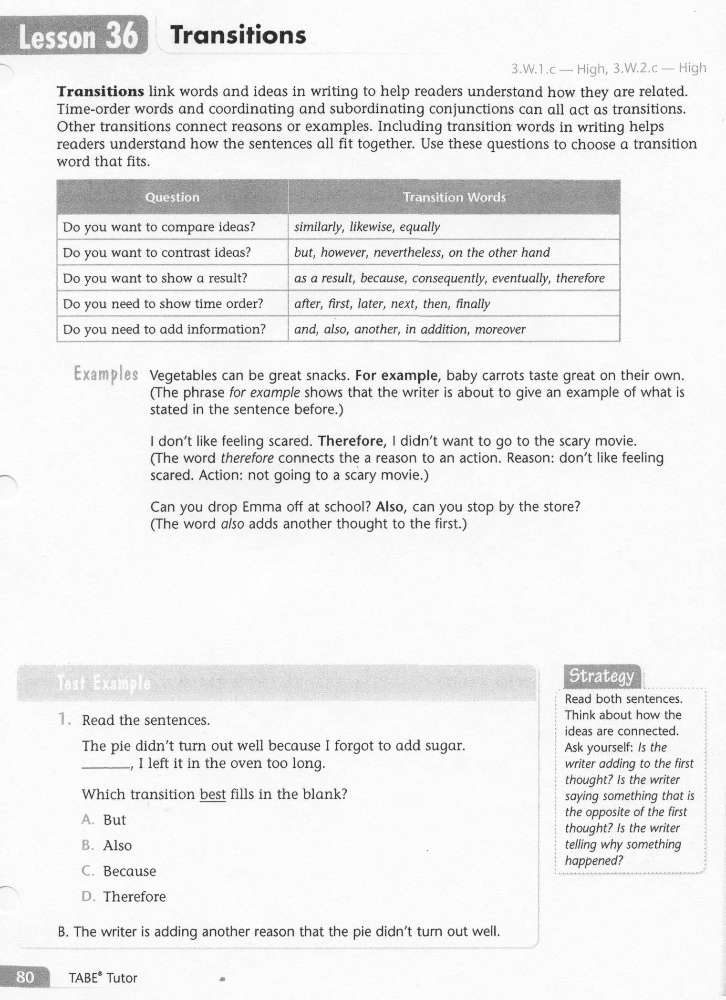 Lesson 36 Transitions
3.W.1.c — High, 3.W.2.c — High
Transitions link words and ideas in writing to help readers understand how they are related.
Time-order words and coordinating and subordinating conjunctions can all act as transitions.
Other transitions connect reasons or examples. Including transition words in writing helps
readers understand how the sentences all fit together. Use these questions to choose a transition
word that fits.
Question Transition Words
Do you want to compare ideas? similarly, likewise, equally
Do you want to contrast ideas? but, however, nevertheless, on the other hand
Do you want to show a result? as a result, because, consequently, eventually, therefore
Do you need to show time order? after, first, later, next, then, finally
Do you need to add information? and, also, another, in addition, moreover
Examples Vegetables can be great snacks. For example, baby carrots taste great on their own.
(The phrase for example shows that the writer is about to give an example of what is
stated in the sentence before.)
I don't like feeling scared. Therefore, I didn't want to go to the scary movie.
(The word therefore connects the a reason to an action. Reason: don't like feeling
scared. Action: not going to a scary movie.)
Can you drop Emma off at school? Also, can you stop by the store?
(The word also adds another thought to the first.)
Test Example
1. Read the sentences.
The pie didn't turn out well because I forgot to add sugar.
______, I left it in the oven too long.
Which transition best fills in the blank?
A. But
B. Also
C. Because
D. Therefore
B. The writer is adding another reason that the pie didn't turn out well.
Strategy
Read both sentences.
Think about how the
ideas are connected.
Ask yourself: Is the
writer adding to the first
thought? Is the writer
saying something that is
the opposite of the first
thought? Is the writer
telling why something
happened?
80 TABE® Tutor